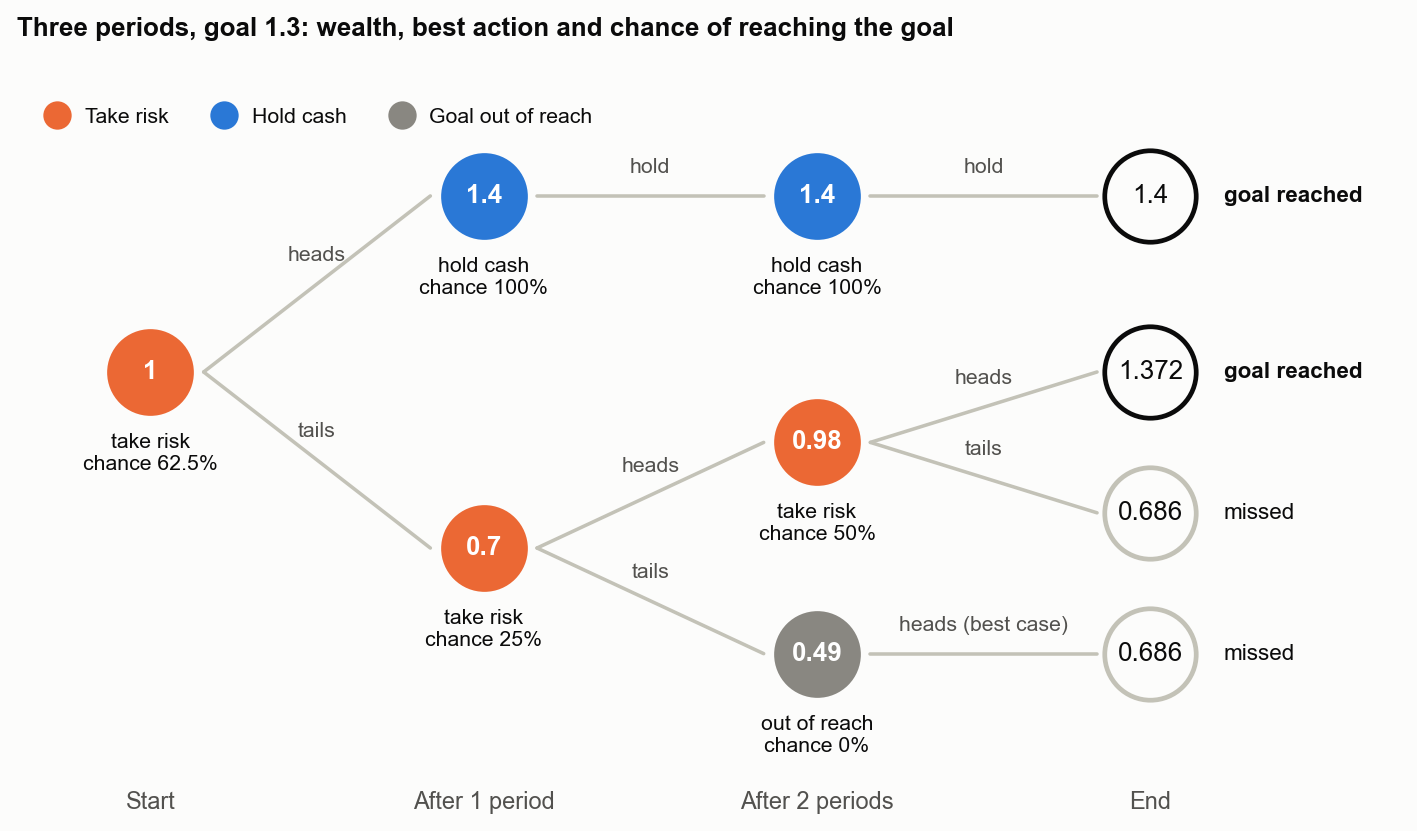 Three periods, goal 1.3: wealth, best action and chance of reaching the goal
Take risk
Hold cash
Goal out of reach
1
take risk
chance 62.5%
heads
tails
1.4
hold cash
chance 100%
0.7
take risk
chance 25%
hold
heads
tails
1.4
hold cash
chance 100%
0.98
take risk
chance 50%
0.49
out of reach
chance 0%
hold
heads
tails
heads (best case)
1.4
goal reached
1.372
goal reached
0.686
missed
0.686
missed
Start
After 1 period
After 2 periods
End